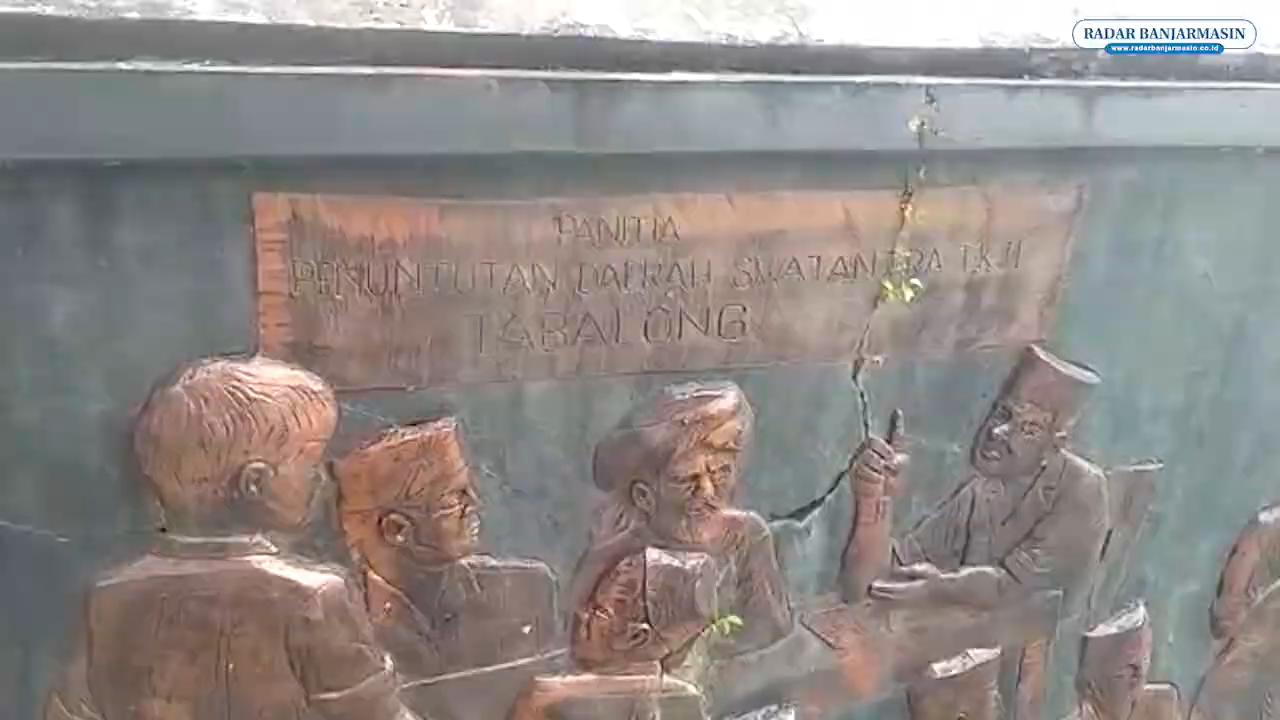 RADAR BANJARMASIN
www.radarbanjarmasin.co.id
PANITIA
PENUNTUTAN DAERAH SWATANTRA TK.II
TABALONG